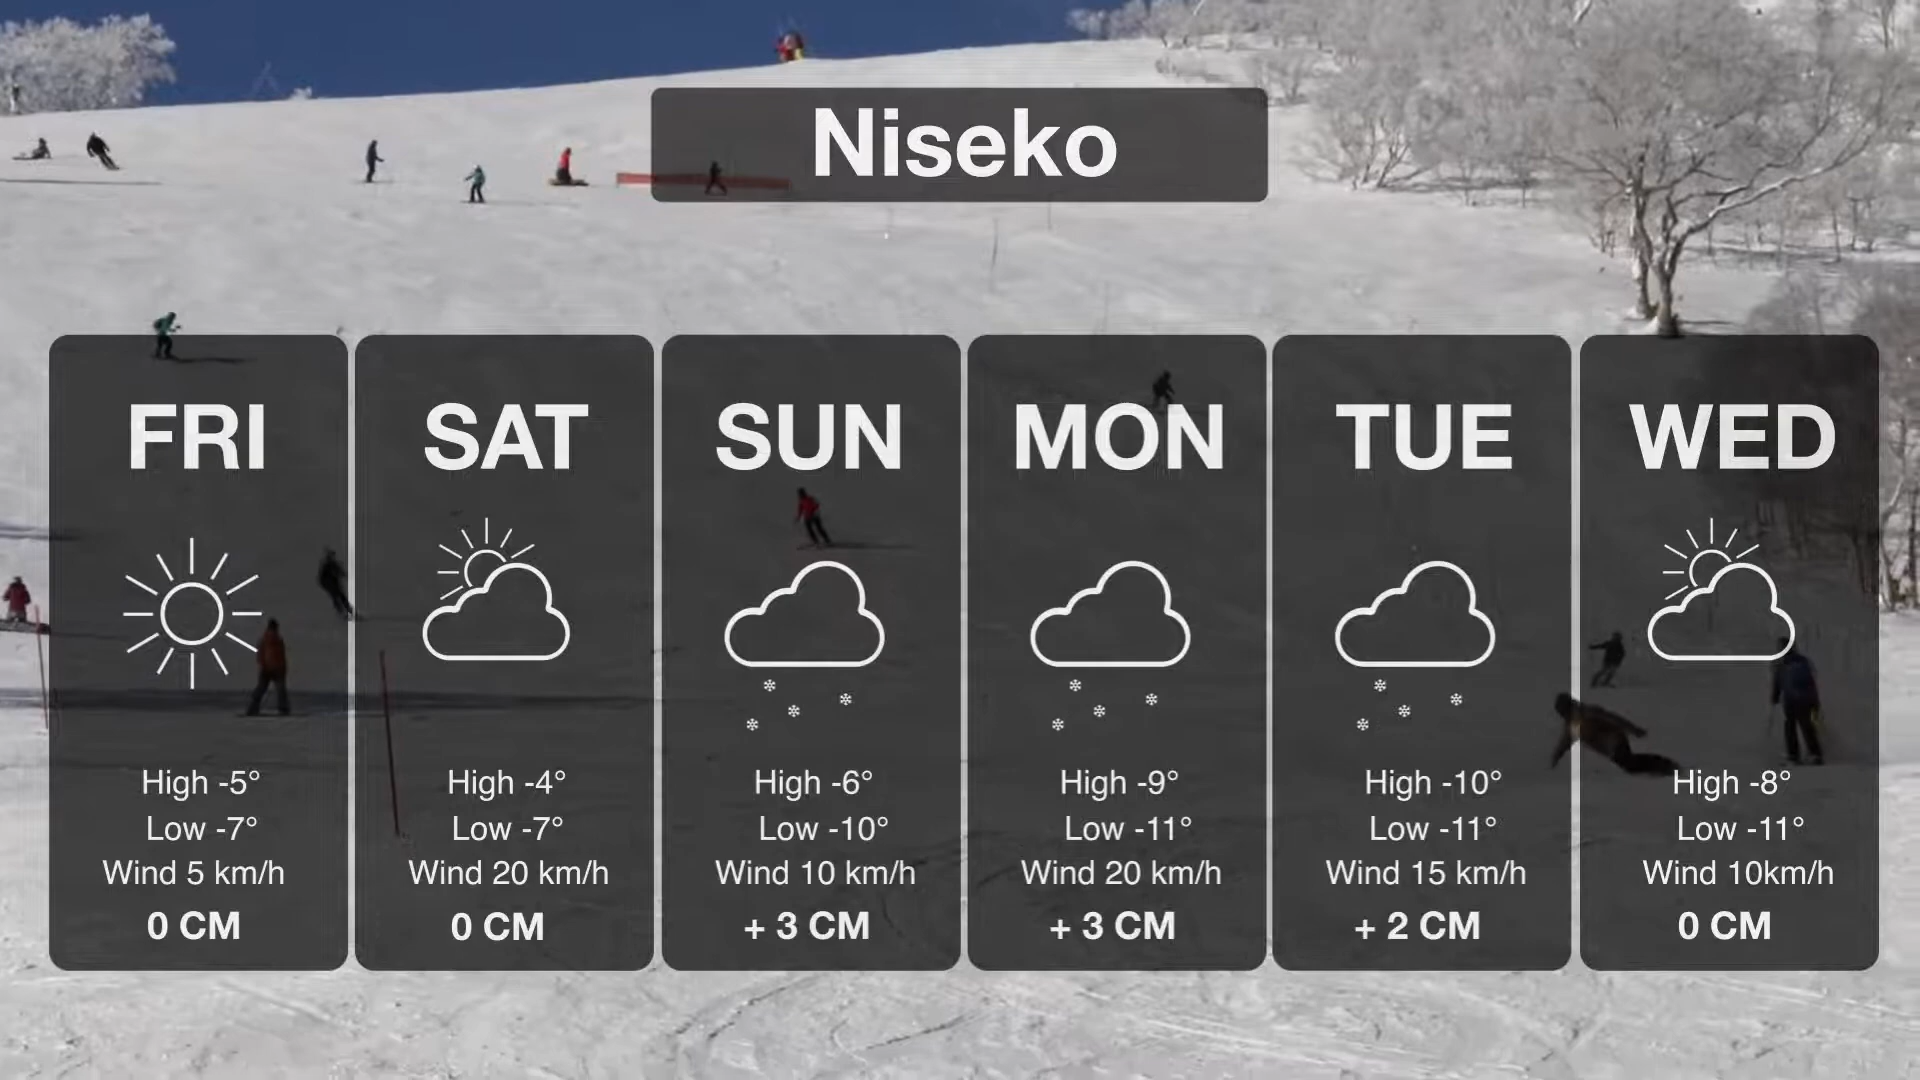 Niseko
FRI
High -5°
Low -7°
Wind 5 km/h
0 CM
SAT
High -4°
Low -7°
Wind 20 km/h
0 CM
SUN
High -6°
Low -10°
Wind 10 km/h
+ 3 CM
MON
High -9°
Low -11°
Wind 20 km/h
+ 3 CM
TUE
High -10°
Low -11°
Wind 15 km/h
+ 2 CM
WED
High -8°
Low -11°
Wind 10km/h
0 CM